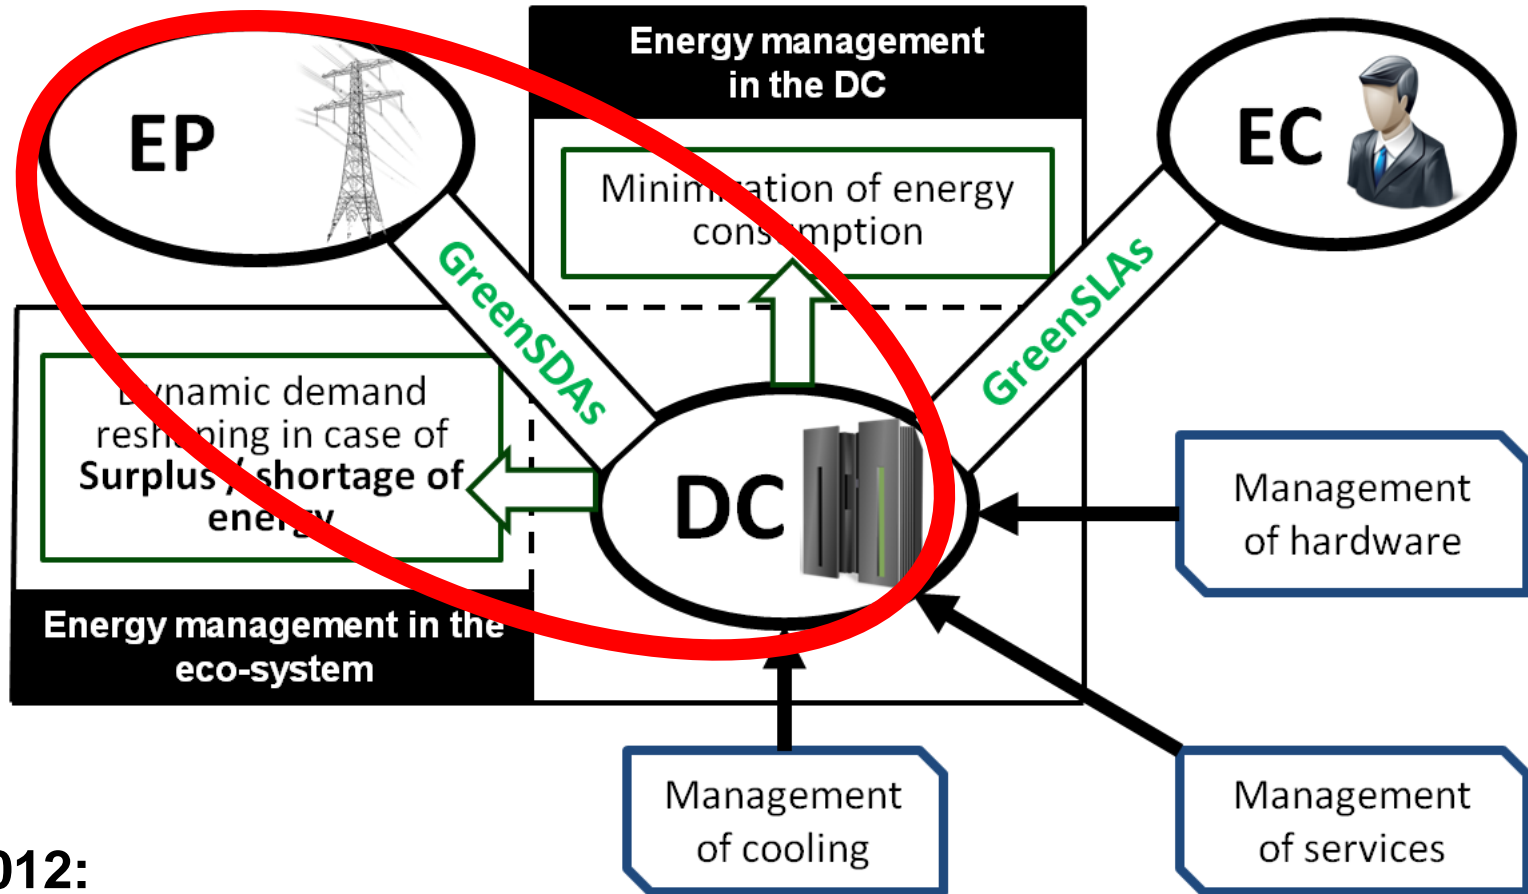 Energy management
in the DC
EP
EC
Minimization of energy
consumption
GreenSDAs
GreenSLAs
Dynamic demand
reshaping in case of
Surplus / shortage of
energy
DC
Management
of hardware
Energy management in the
eco-system
Management
of cooling
Management
of services
012: